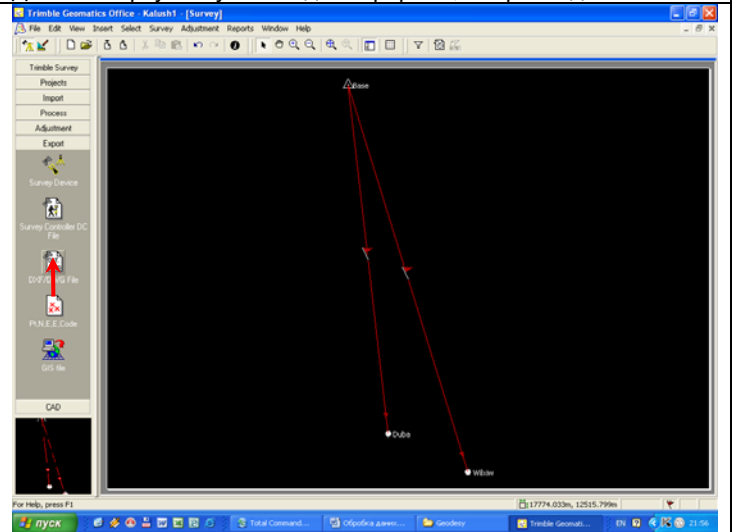 Trimble Geomatics Office - Kalush1 - [Survey]
File Edit View Insert Select Survey Adjustment Reports Window Help
Trimble Survey
Projects
Import
Process
Adjustment
Export
Survey Device
Survey Controller DC
File
DXF/DWG File
Pt,N,E,E,Code
GIS file
CAD
Base
Duba
For Help, press F1
17774.033m, 12515.799m
пуск
Total Command...
Обробка даних...
Geodesy
Trimble Geomati...
EN
21:56